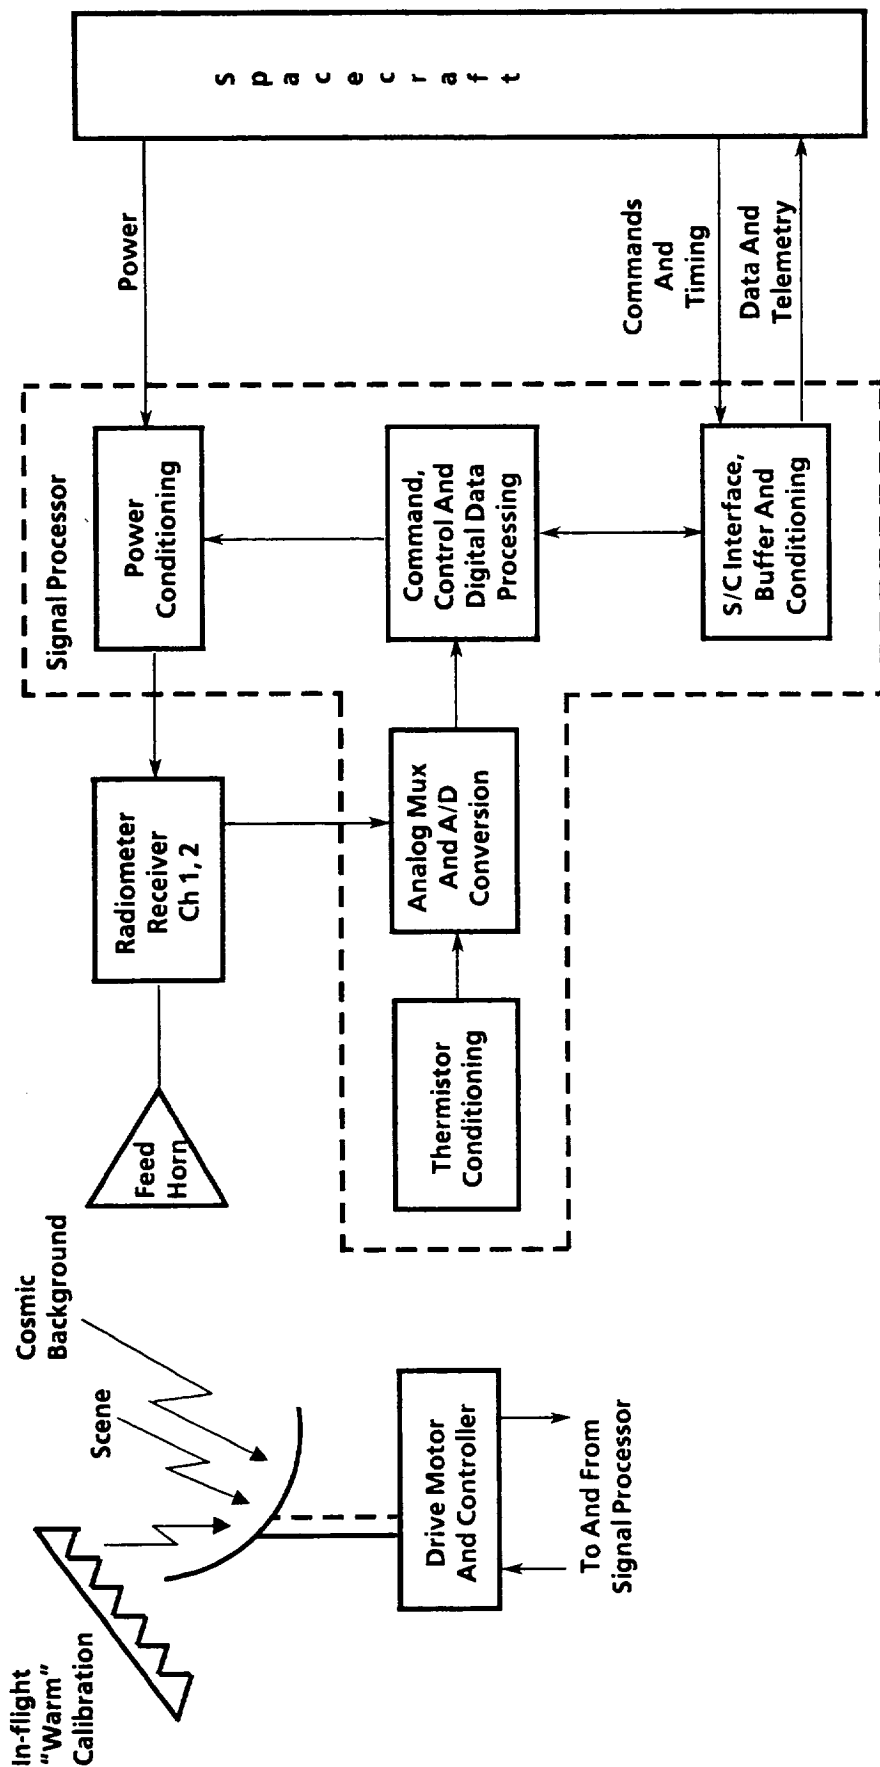 In-flight
"Warm"
Calibration
Scene
Cosmic
Background
Drive Motor
And Controller
To And From
Signal Processor
Feed
Horn
Radiometer
Receiver
Ch 1, 2
Thermistor
Conditioning
Analog Mux
And A/D
Conversion
Signal Processor
Power
Conditioning
Command,
Control And
Digital Data
Processing
S/C Interface,
Buffer And
Conditioning
Power
Commands
And
Timing
Data And
Telemetry
Spacecraft